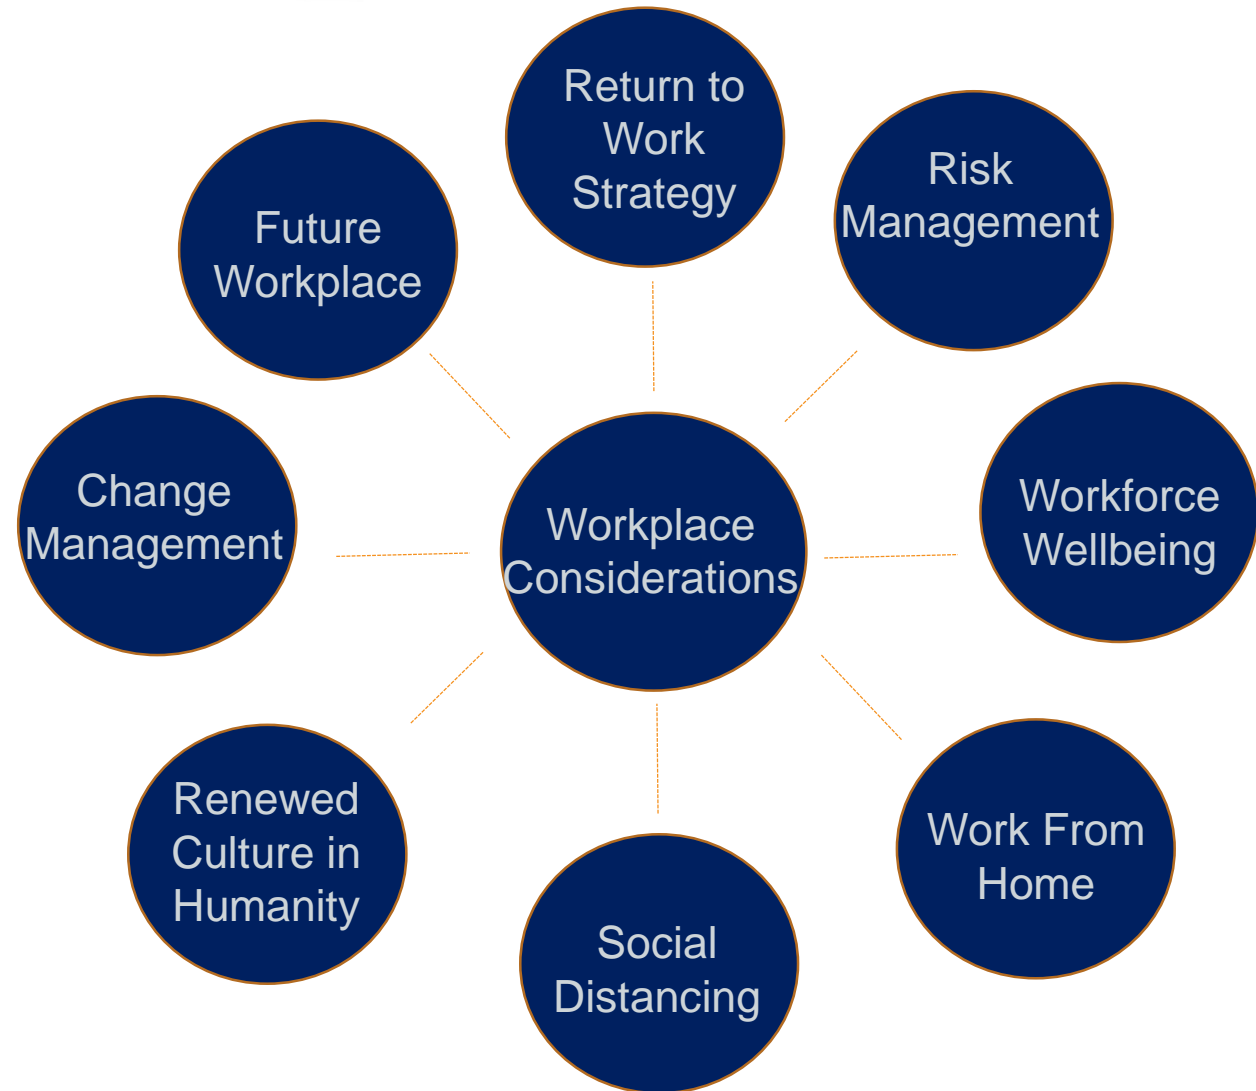 Return to
Work
Strategy
Risk
Management
Future
Workplace
Change
Management
Workplace
Considerations
Workforce
Wellbeing
Renewed
Culture in
Humanity
Work From
Home
Social
Distancing